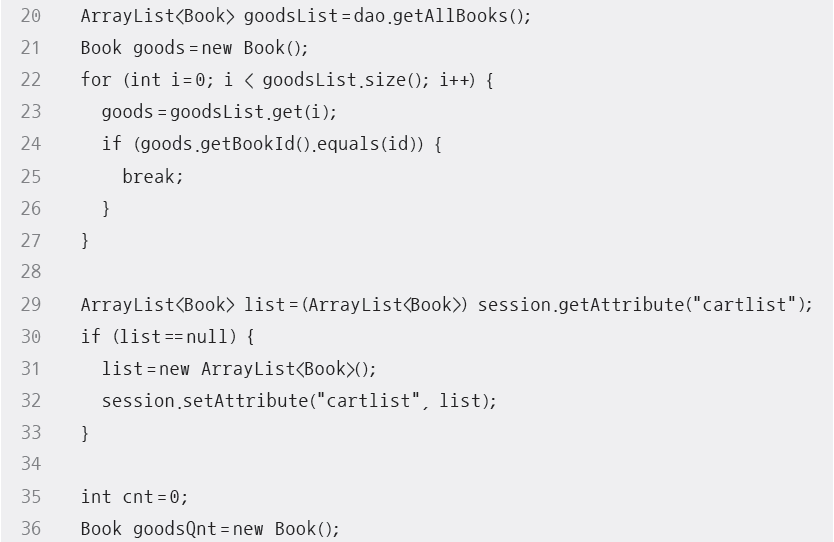 20 ArrayList<Book> goodsList=dao.getAllBooks();
21 Book goods=new Book();
22 for (int i=0; i < goodsList.size(); i++) {
23 goods=goodsList.get(i);
24 if (goods.getBookId().equals(id)) {
25 break;
26 }
27 }
28
29 ArrayList<Book> list=(ArrayList<Book>) session.getAttribute("cartlist");
30 if (list==null) {
31 list=new ArrayList<Book>();
32 session.setAttribute("cartlist", list);
33 }
34
35 int cnt=0;
36 Book goodsQnt=new Book();